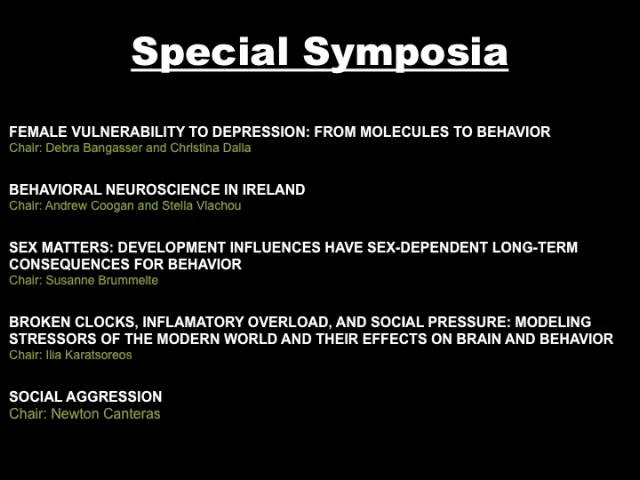 Special Symposia
FEMALE VULNERABILITY TO DEPRESSION: FROM MOLECULES TO BEHAVIOR
Chair: Debra Bangasser and Christina Dalla
BEHAVIORAL NEUROSCIENCE IN IRELAND
Chair: Andrew Coogan and Stella Vlachou
SEX MATTERS: DEVELOPMENT INFLUENCES HAVE SEX-DEPENDENT LONG-TERM
CONSEQUENCES FOR BEHAVIOR
Chair: Susanne Brummelte
BROKEN CLOCKS, INFLAMATORY OVERLOAD, AND SOCIAL PRESSURE: MODELING
STRESSORS OF THE MODERN WORLD AND THEIR EFFECTS ON BRAIN AND BEHAVIOR
Chair: Ilia Karatsoreos
SOCIAL AGGRESSION
Chair: Newton Canteras